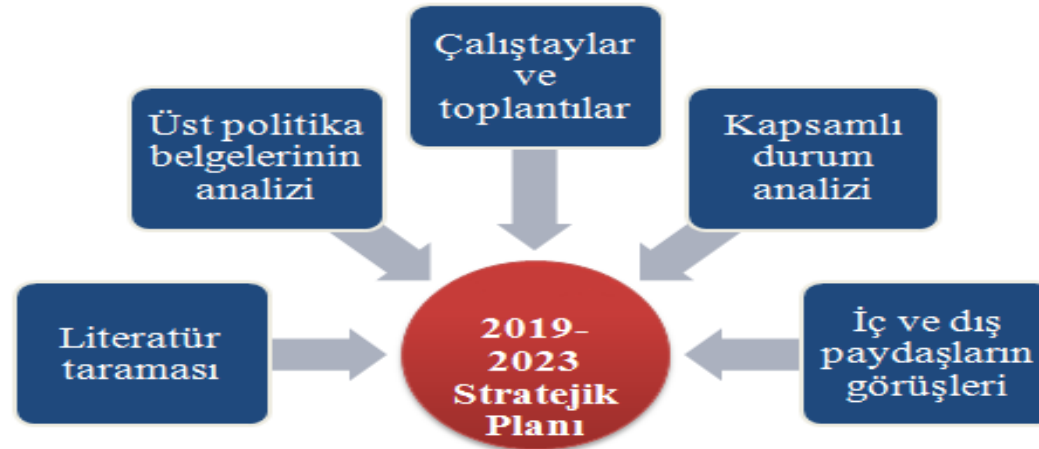 Çalıştaylar
ve
toplantılar
Üst politika
belgelerinin
analizi
Kapsamlı
durum
analizi
Literatür
taraması
2019-
2023
Stratejik
Planı
İç ve dış
paydaşların
görüşleri